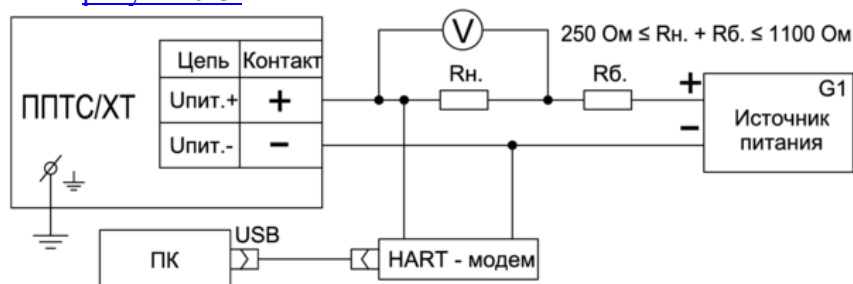 250 Ом ≤ Rн. + Rб. ≤ 1100 Ом
V
Цепь Контакт
Rн.
Rб.
+
G1
ППТС/ХТ
Uпит.+ +
Источник
питания
Uпит.- −
−
USB
ПК
HART - модем